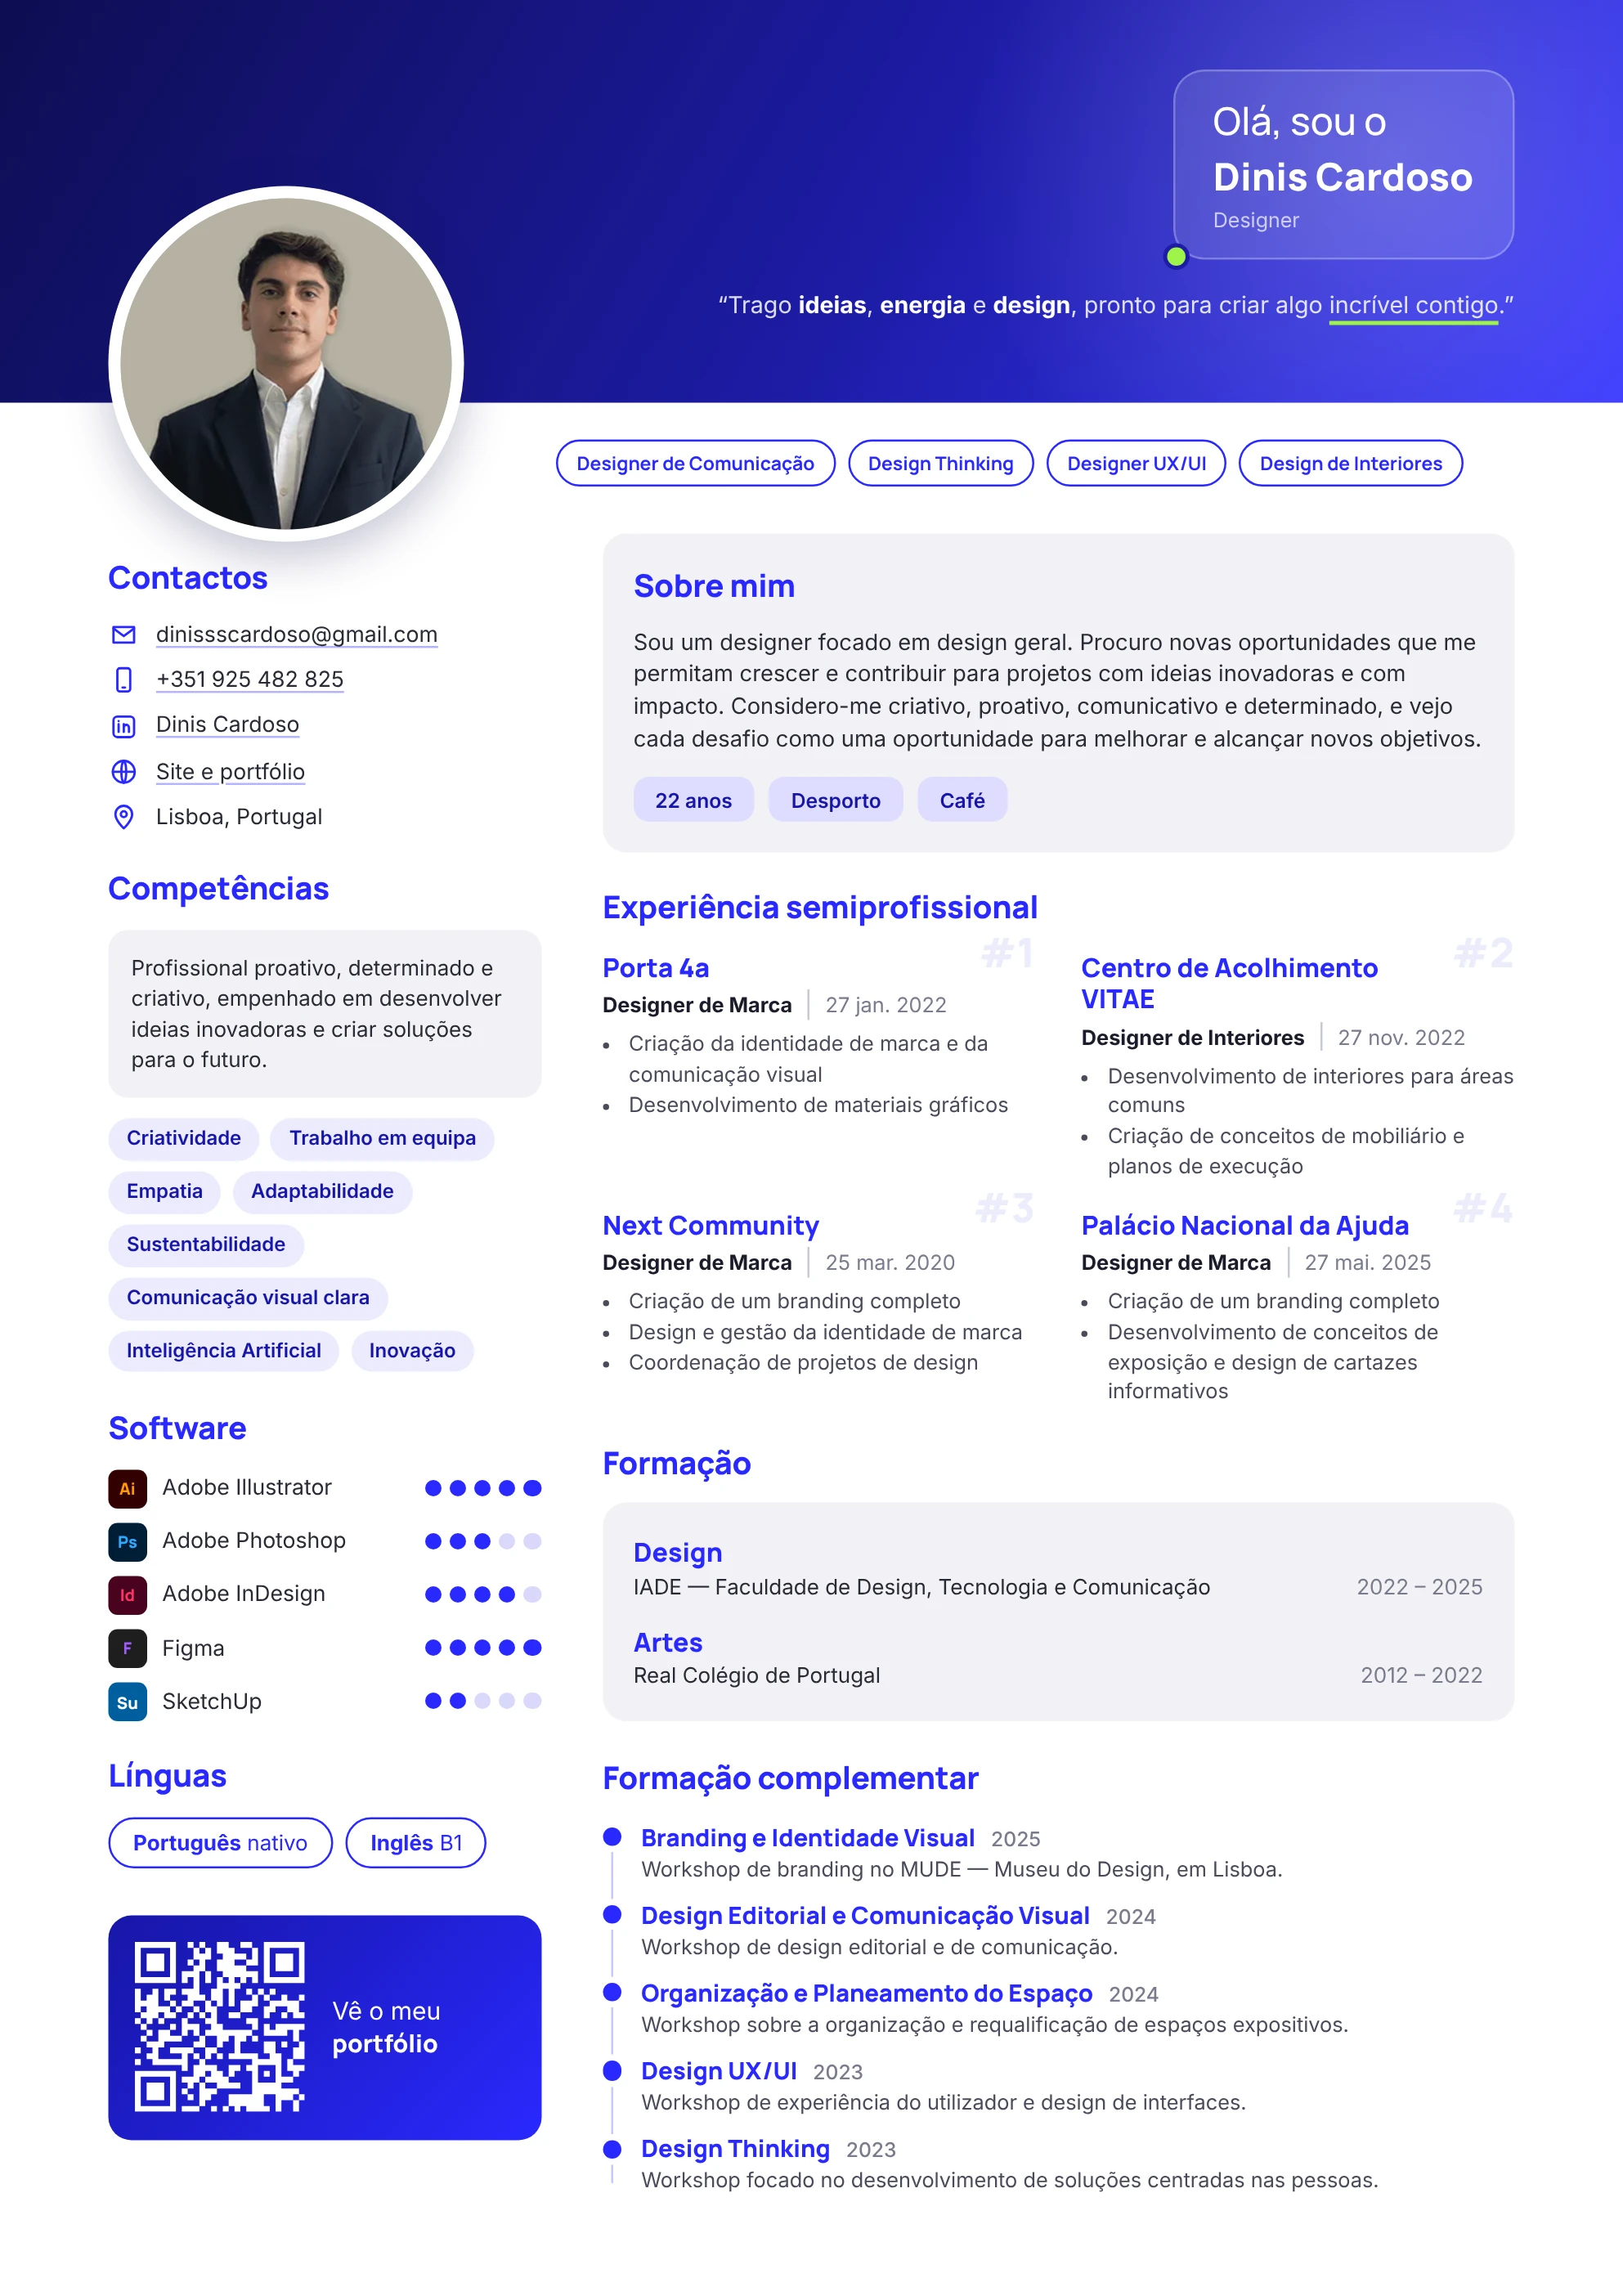 Olá, sou o
Dinis Cardoso
Designer
“Trago ideias, energia e design, pronto para criar algo incrível contigo.”
Designer de Comunicação
Design Thinking
Designer UX/UI
Design de Interiores
Contactos
dinissscardoso@gmail.com
+351 925 482 825
in
Dinis Cardoso
Site e portfólio
Lisboa, Portugal
Competências
Profissional proativo, determinado e
criativo, empenhado em desenvolver
ideias inovadoras e criar soluções
para o futuro.
Criatividade
Trabalho em equipa
Empatia
Adaptabilidade
Sustentabilidade
Comunicação visual clara
Inteligência Artificial
Inovação
Software
Ai Adobe Illustrator
Ps Adobe Photoshop
Id Adobe InDesign
F Figma
Su SketchUp
Línguas
Português nativo
Inglês B1
Vê o meu
portfólio
Sobre mim
Sou um designer focado em design geral. Procuro novas oportunidades que me
permitam crescer e contribuir para projetos com ideias inovadoras e com
impacto. Considero-me criativo, proativo, comunicativo e determinado, e vejo
cada desafio como uma oportunidade para melhorar e alcançar novos objetivos.
22 anos
Desporto
Café
Experiência semiprofissional
#1
Porta 4a
Designer de Marca 27 jan. 2022
• Criação da identidade de marca e da
comunicação visual
• Desenvolvimento de materiais gráficos
#2
Centro de Acolhimento
VITAE
Designer de Interiores 27 nov. 2022
• Desenvolvimento de interiores para áreas
comuns
• Criação de conceitos de mobiliário e
planos de execução
#3
Next Community
Designer de Marca 25 mar. 2020
• Criação de um branding completo
• Design e gestão da identidade de marca
• Coordenação de projetos de design
#4
Palácio Nacional da Ajuda
Designer de Marca 27 mai. 2025
• Criação de um branding completo
• Desenvolvimento de conceitos de
exposição e design de cartazes
informativos
Formação
Design
IADE — Faculdade de Design, Tecnologia e Comunicação 2022 – 2025
Artes
Real Colégio de Portugal 2012 – 2022
Formação complementar
Branding e Identidade Visual 2025
Workshop de branding no MUDE — Museu do Design, em Lisboa.
Design Editorial e Comunicação Visual 2024
Workshop de design editorial e de comunicação.
Organização e Planeamento do Espaço 2024
Workshop sobre a organização e requalificação de espaços expositivos.
Design UX/UI 2023
Workshop de experiência do utilizador e design de interfaces.
Design Thinking 2023
Workshop focado no desenvolvimento de soluções centradas nas pessoas.